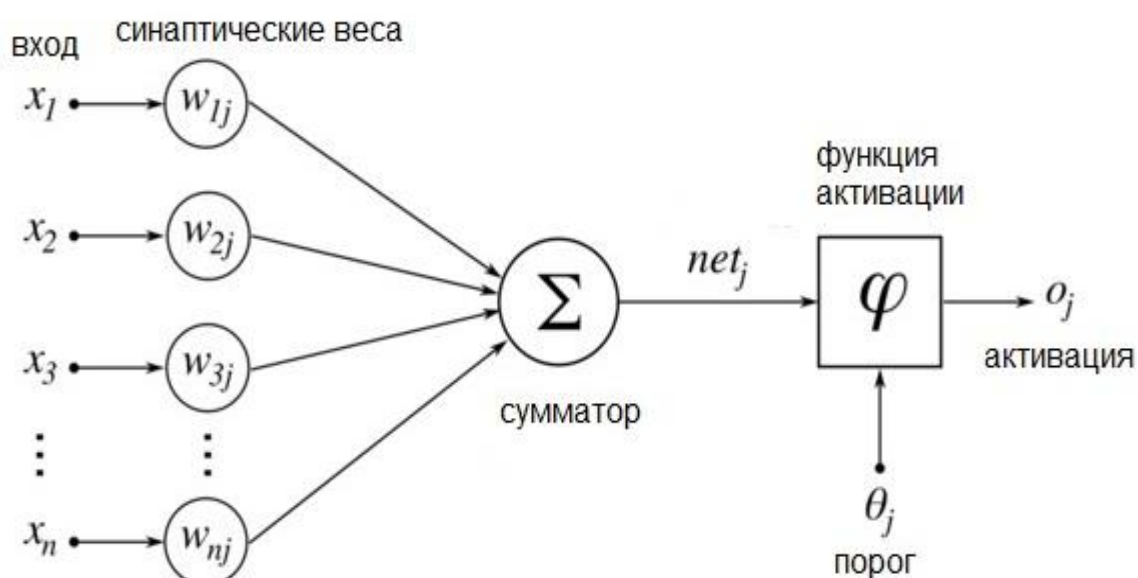 вход
синаптические веса
x₁
w₁ⱼ
x₂
w₂ⱼ
x₃
w₃ⱼ
⋮ ⋮
xₙ
wₙⱼ
Σ
сумматор
netⱼ
функция
активации
φ
oⱼ
активация
θⱼ
порог